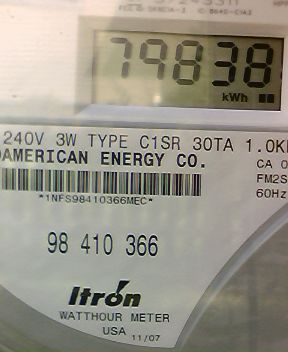 79838
kWh
240V 3W TYPE C1SR 30TA 1.0K
AMERICAN ENERGY CO.
CA 0
FM2S
60Hz
*1NFS98410366MEC*
98 410 366
Itron
WATTHOUR METER
USA 11/07